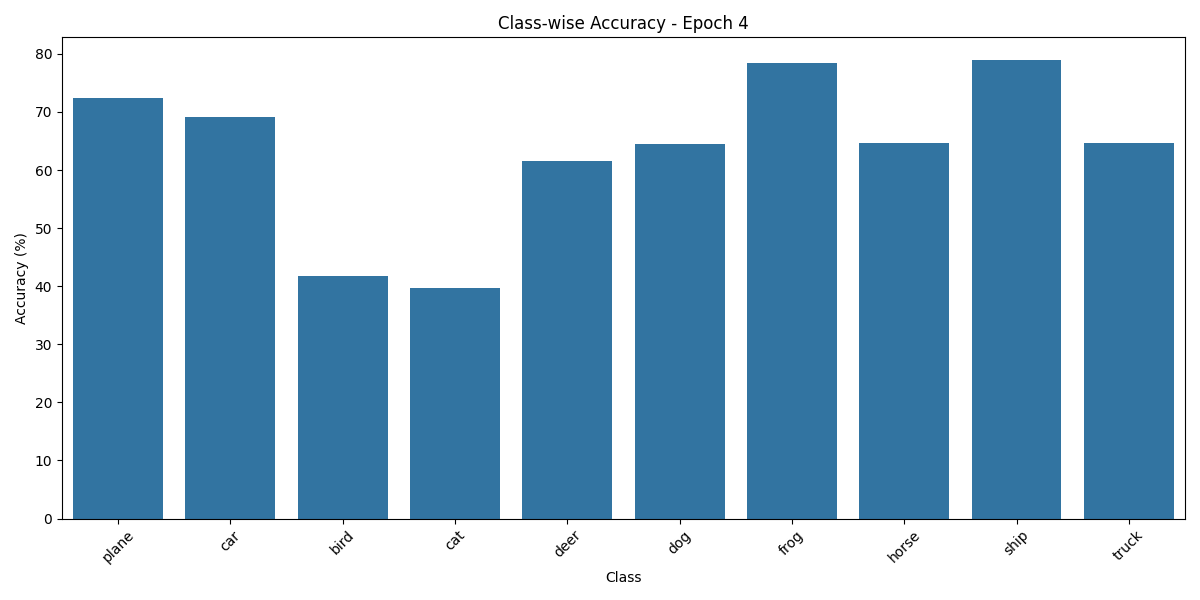 Class-wise Accuracy - Epoch 4
Accuracy (%)
80
70
60
50
40
30
20
10
0
plane
car
bird
cat
deer
dog
frog
horse
ship
truck
Class